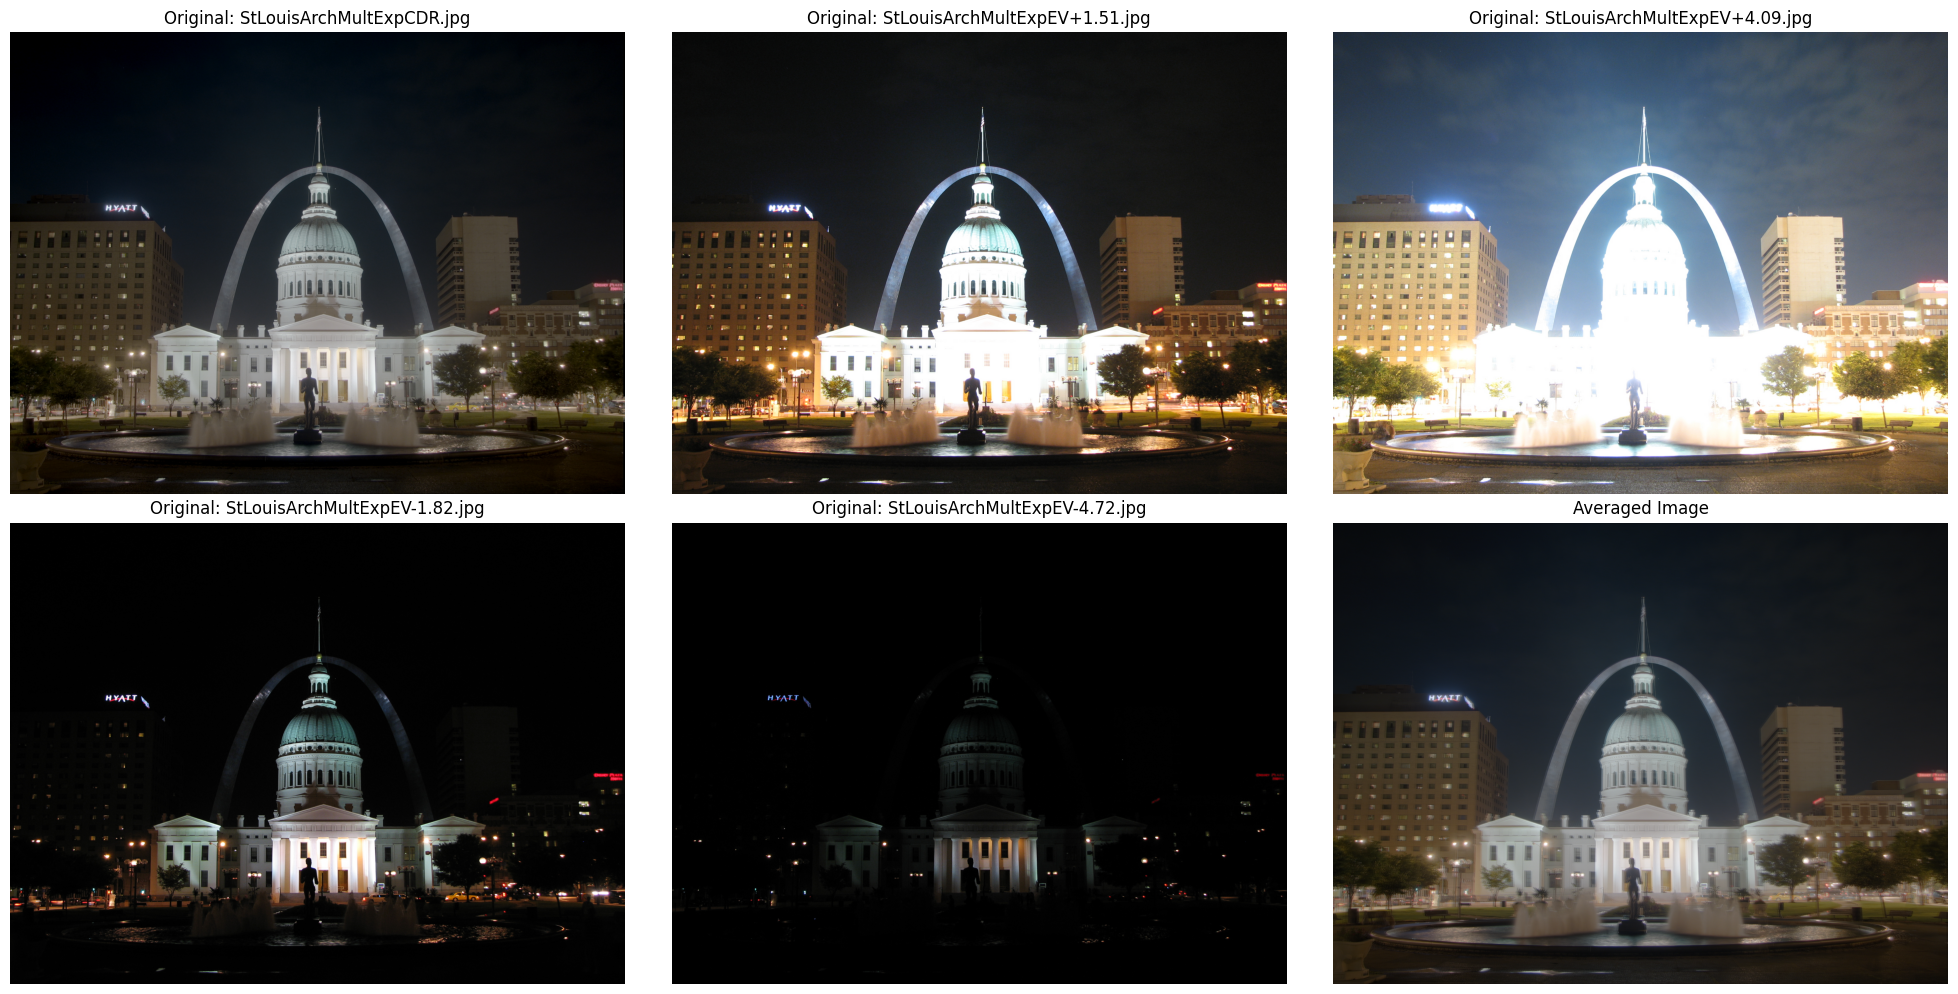 Original: StLouisArchMultExpCDR.jpg
Original: StLouisArchMultExpEV+1.51.jpg
Original: StLouisArchMultExpEV+4.09.jpg
HYATT
HYATT
Original: StLouisArchMultExpEV-1.82.jpg
Original: StLouisArchMultExpEV-4.72.jpg
Averaged Image
HYATT
HYATT
HYATT